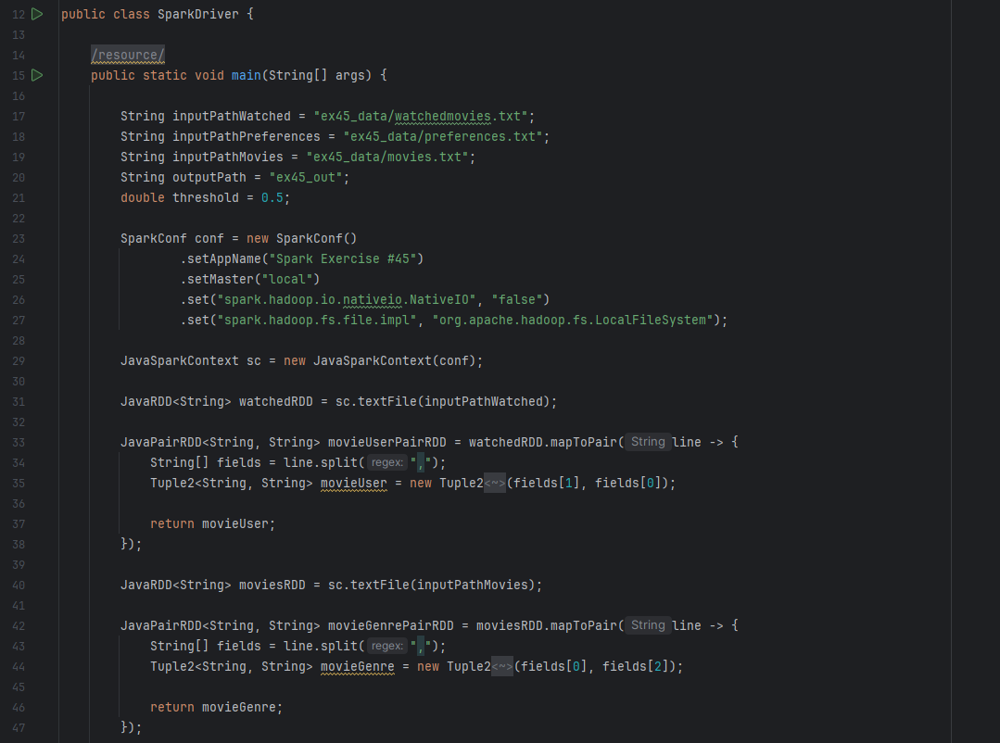 12 public class SparkDriver {
13
14 /resource/
15 public static void main(String[] args) {
16
17 String inputPathWatched = "ex45_data/watchedmovies.txt";
18 String inputPathPreferences = "ex45_data/preferences.txt";
19 String inputPathMovies = "ex45_data/movies.txt";
20 String outputPath = "ex45_out";
21 double threshold = 0.5;
22
23 SparkConf conf = new SparkConf()
24 .setAppName("Spark Exercise #45")
25 .setMaster("local")
26 .set("spark.hadoop.io.nativeio.NativeIO", "false")
27 .set("spark.hadoop.fs.file.impl", "org.apache.hadoop.fs.LocalFileSystem");
28
29 JavaSparkContext sc = new JavaSparkContext(conf);
30
31 JavaRDD<String> watchedRDD = sc.textFile(inputPathWatched);
32
33 JavaPairRDD<String, String> movieUserPairRDD = watchedRDD.mapToPair( String line -> {
34 String[] fields = line.split( regex: ",");
35 Tuple2<String, String> movieUser = new Tuple2<~>(fields[1], fields[0]);
36
37 return movieUser;
38 });
39
40 JavaRDD<String> moviesRDD = sc.textFile(inputPathMovies);
41
42 JavaPairRDD<String, String> movieGenrePairRDD = moviesRDD.mapToPair( String line -> {
43 String[] fields = line.split( regex: ",");
44 Tuple2<String, String> movieGenre = new Tuple2<~>(fields[0], fields[2]);
45
46 return movieGenre;
47 });